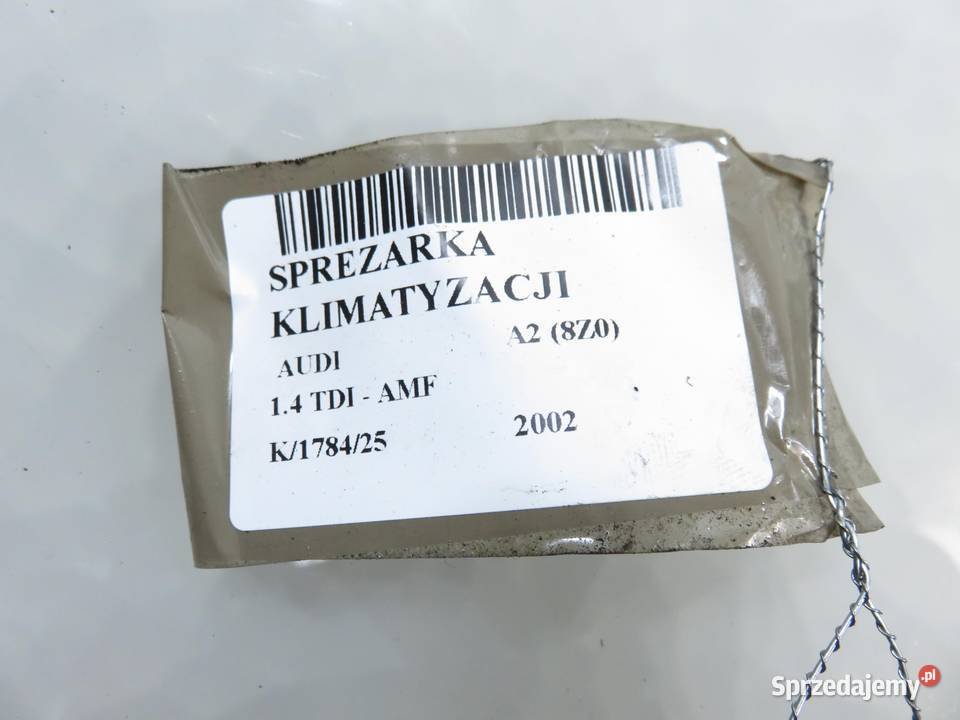 SPREZARKA
KLIMATYZACJI
AUDI A2 (8Z0)
1.4 TDI - AMF
K/1784/25 2002
Sprzedajemy.pl